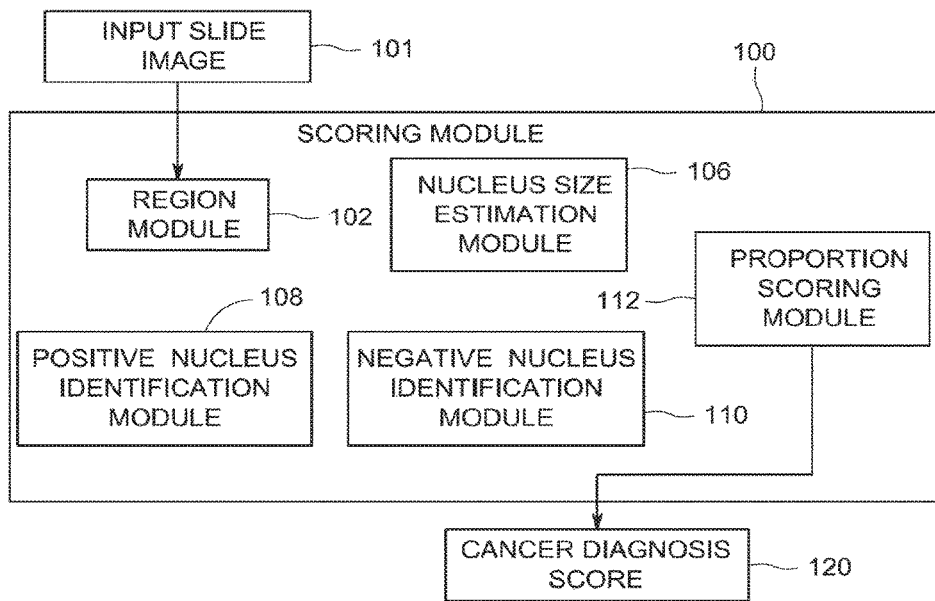 INPUT SLIDE
IMAGE
101
100
SCORING MODULE
REGION
MODULE
102
NUCLEUS SIZE
ESTIMATION
MODULE
106
PROPORTION
SCORING
MODULE
112
108
POSITIVE NUCLEUS
IDENTIFICATION
MODULE
NEGATIVE NUCLEUS
IDENTIFICATION
MODULE
110
CANCER DIAGNOSIS
SCORE
120